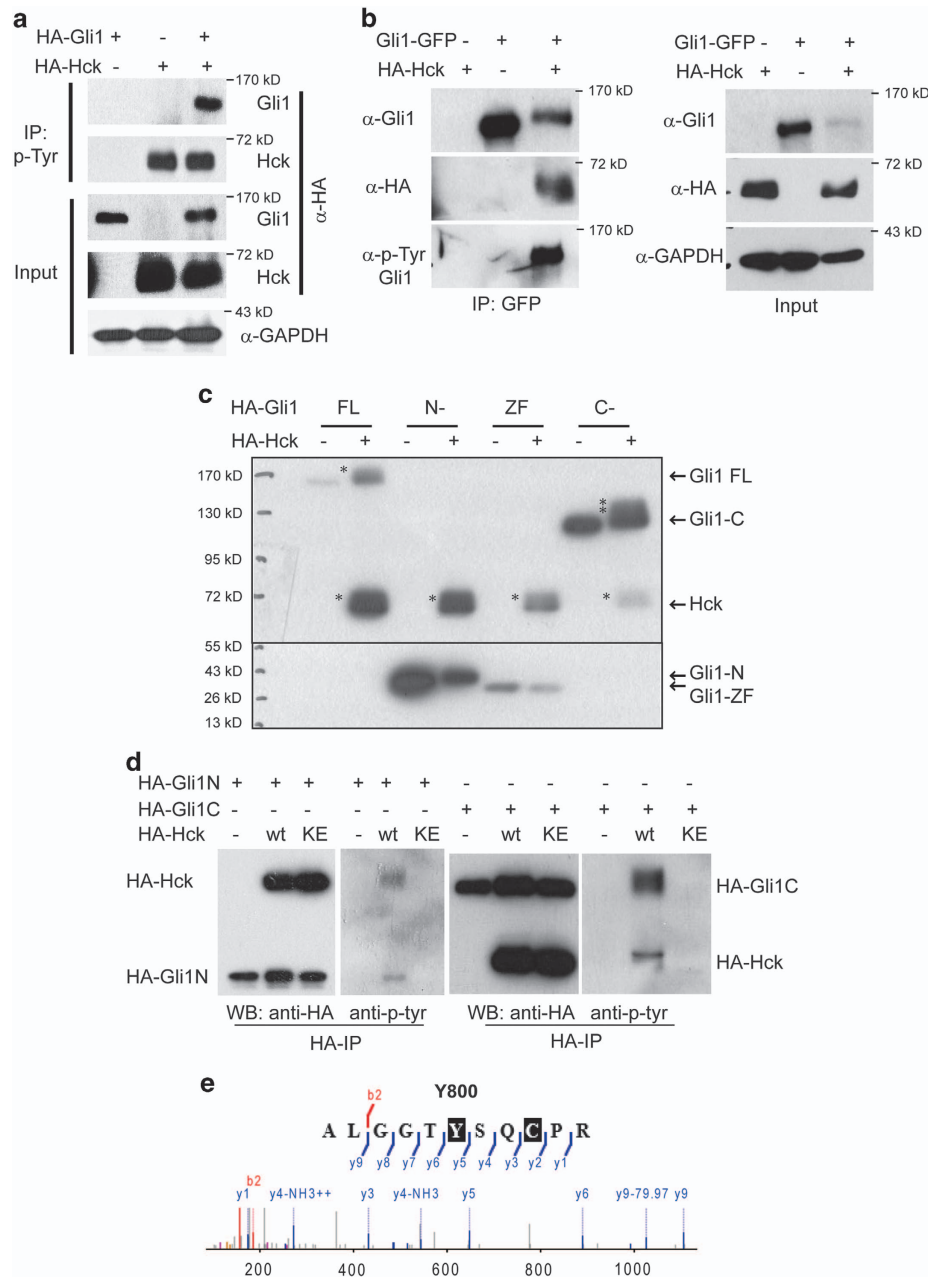 a
HA-Gli1 + - +
HA-Hck - + +
170 kD
Gli1
IP: p-Tyr
72 kD
Hck
170 kD
Gli1
α-HA
Input
72 kD
Hck
43 kD
α-GAPDH
b
Gli1-GFP - + +
HA-Hck + - +
170 kD
α-Gli1
72 kD
α-HA
170 kD
α-p-Tyr
Gli1
IP: GFP
Gli1-GFP - + +
HA-Hck + - +
170 kD
α-Gli1
72 kD
α-HA
43 kD
α-GAPDH
Input
c
HA-Gli1 FL N- ZF C-
HA-Hck - + - + - + - +
170 kD * ← Gli1 FL
130 kD * * ← Gli1-C
95 kD
72 kD * * * * ← Hck
55 kD
43 kD ← Gli1-N
26 kD ← Gli1-ZF
13 kD
d
HA-Gli1N + + + + + + - - - - - -
HA-Gli1C - - - - - - + + + + + +
HA-Hck - wt KE - wt KE - wt KE - wt KE
HA-Hck
HA-Gli1N
HA-Gli1C
HA-Hck
WB: anti-HA anti-p-tyr WB: anti-HA anti-p-tyr
HA-IP HA-IP
e
b2 Y800
A L G G T Y S Q C P R
y9 y8 y7 y6 y5 y4 y3 y2 y1
y1 b2 y4-NH3++ y3 y4-NH3 y5 y6 y9-79.97 y9
200 400 600 800 1000